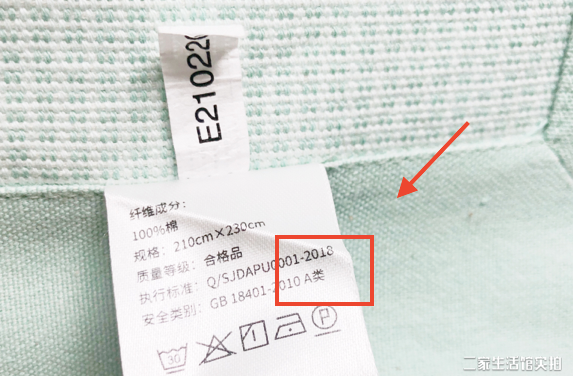 E210220
纤维成分：
100%棉
规格：210cm×230cm
质量等级：合格品
执行标准：Q/SJDAPU0001-2018
安全类别：GB 18401-2010 A类
30
P
二家生活馆实拍